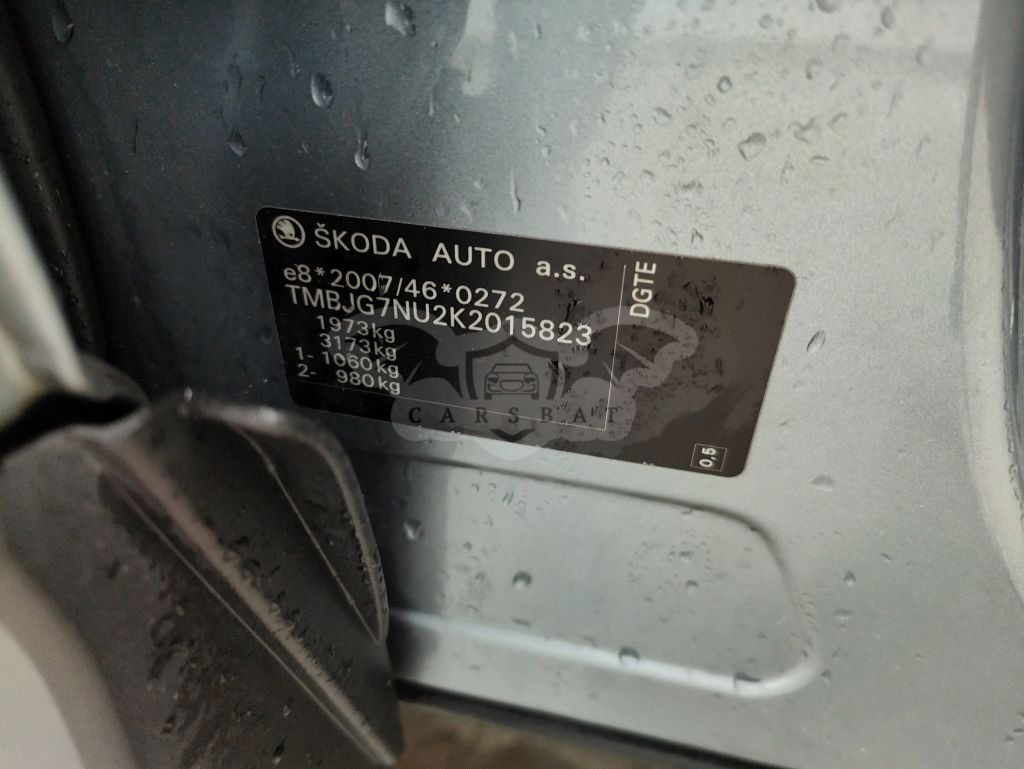 ŠKODA AUTO a.s.
e8*2007/46*0272
TMBJG7NU2K2015823
1973kg
3173kg
1- 1060kg
2- 980kg
DGTE
0,5
CARSBAT